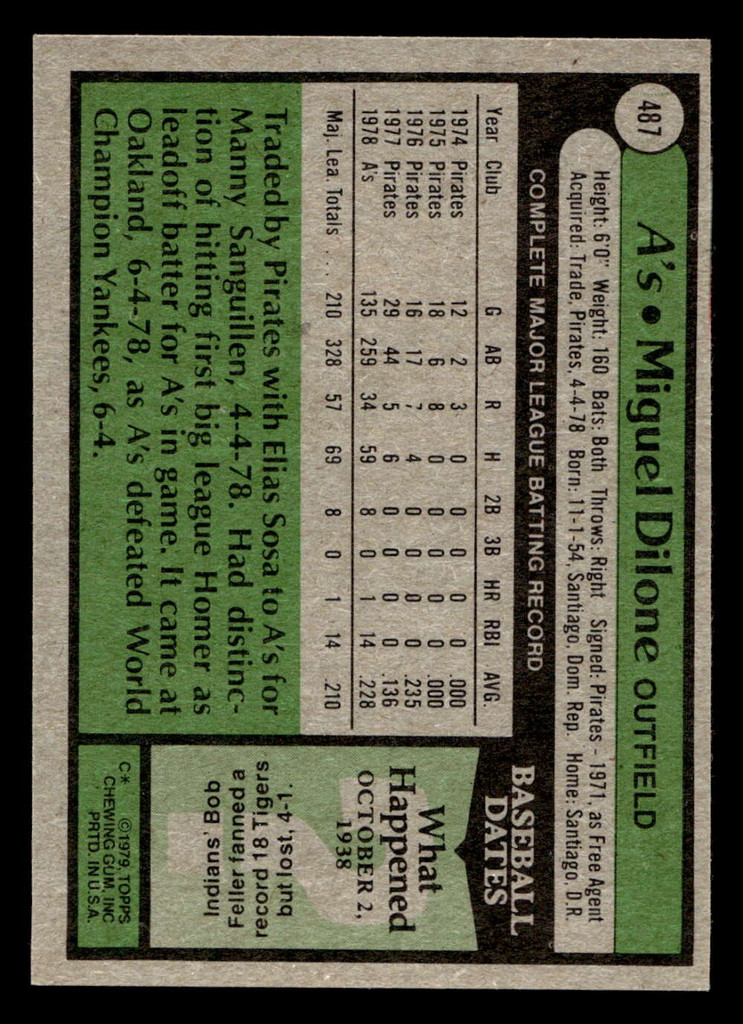 487
A's • Miguel Dilone OUTFIELD
Height: 6'0" Weight: 160 Bats: Both Throws: Right Signed: Pirates - 1971, as Free Agent
Acquired: Trade, Pirates, 4-4-78 Born: 11-1-54, Santiago, Dom. Rep. Home: Santiago, D.R.
COMPLETE MAJOR LEAGUE BATTING RECORD
Year Club G AB R H 2B 3B HR RBI AVG.
1974 Pirates 12 2 3 0 0 0 0 0 .000
1975 Pirates 18 6 8 0 0 0 0 0 .000
1976 Pirates 16 17 7 4 0 0 0 0 .235
1977 Pirates 29 44 5 6 0 0 0 0 .136
1978 A's 135 259 34 59 8 0 1 14 .228
Maj. Lea. Totals . . . 210 328 57 69 8 0 1 14 .210
Traded by Pirates with Elias Sosa to A's for
Manny Sanguillen, 4-4-78. Had distinc-
tion of hitting first big league Homer as
leadoff batter for A's in game. It came at
Oakland, 6-4-78, as A's defeated World
Champion Yankees, 6-4.
BASEBALL
DATES
What
Happened
OCTOBER 2,
1938
Indians' Bob
Feller fanned a
record 18 Tigers
but lost, 4-1.
C* ©1979, TOPPS
CHEWING GUM, INC
PRTD. IN U.S.A.